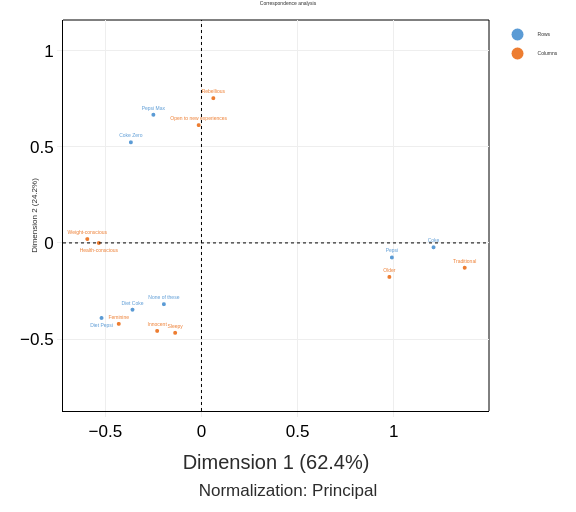 Correspondence analysis
Rows
Columns
1
0.5
0
−0.5
Dimension 2 (24.2%)
Rebellious
Pepsi Max
Open to new experiences
Coke Zero
Weight-conscious
Health-conscious
Coke
Pepsi
Traditional
Older
None of these
Diet Coke
Feminine
Diet Pepsi
Innocent
Sleepy
−0.5
0
0.5
1
Dimension 1 (62.4%)
Normalization: Principal